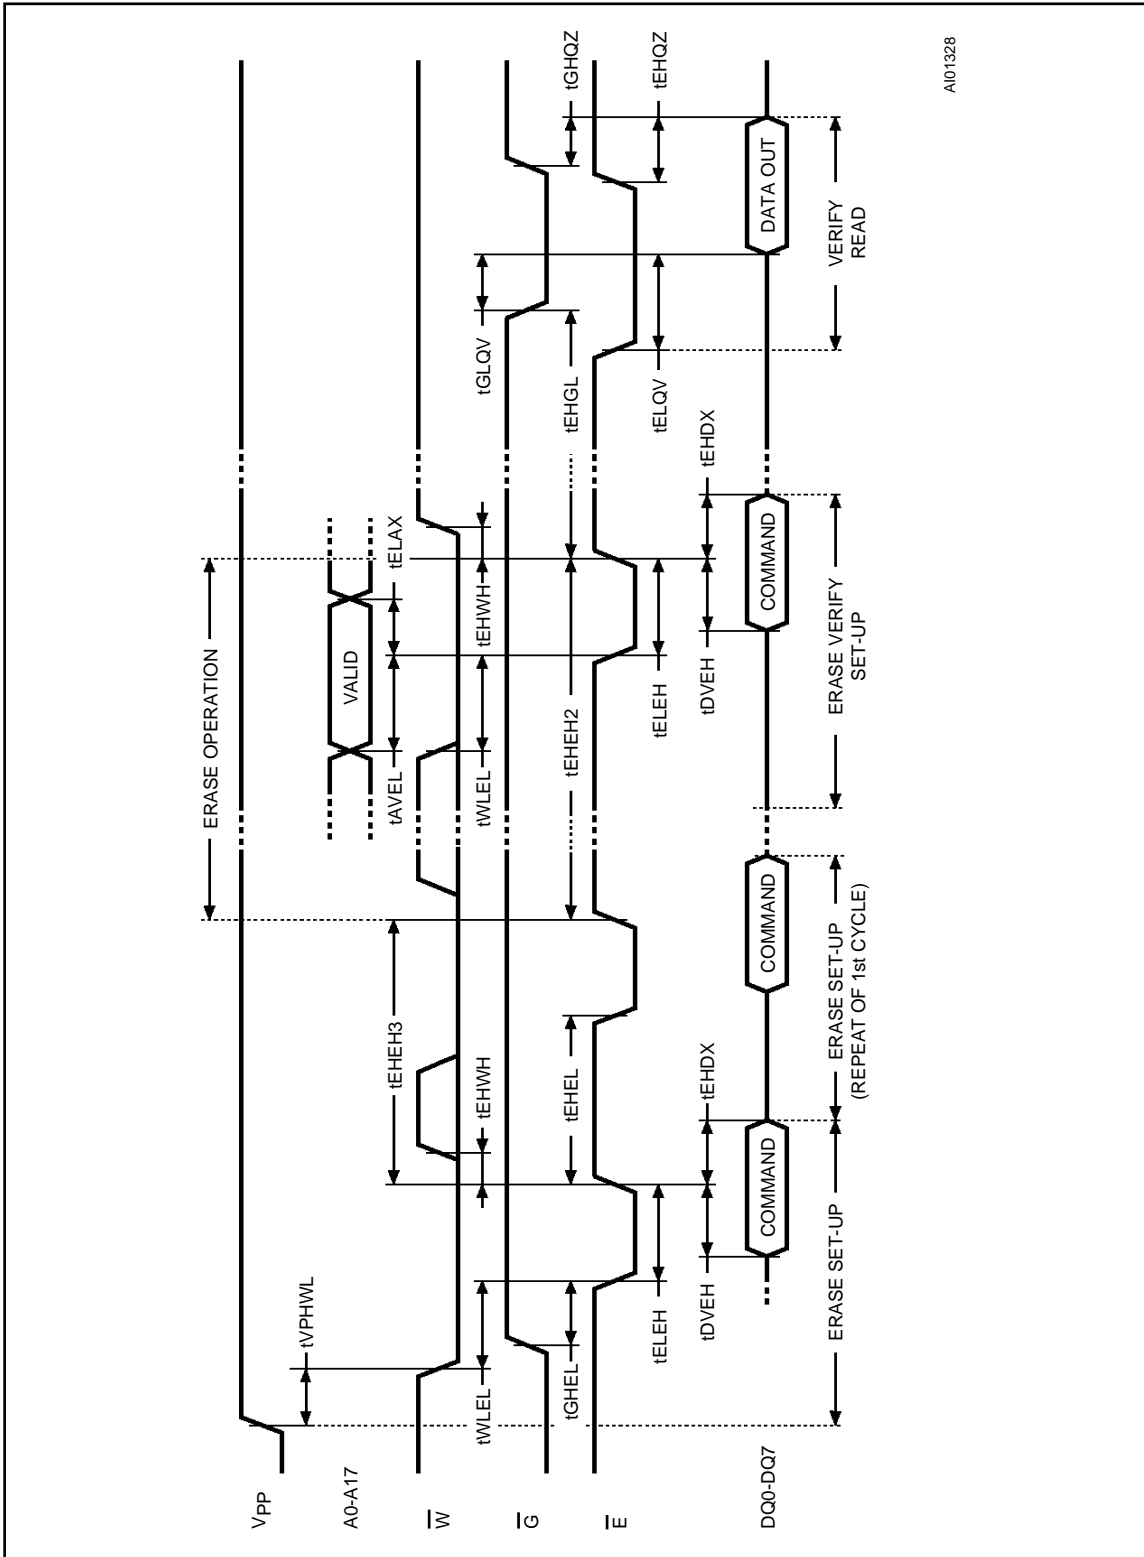 VPP
A0-A17
W
G
E
DQ0-DQ7
ERASE OPERATION
VALID
tVPHWL
tAVEL
tELAX
tEHEH3
tWLEL
tEHWH
tWLEL
tEHWH
tGLQV
tGHEL
tEHEL
tEHEH2
tEHGL
tGHQZ
tELEH
tELEH
tELQV
tEHQZ
tDVEH
tEHDX
tDVEH
tEHDX
COMMAND
COMMAND
COMMAND
DATA OUT
ERASE SET-UP
ERASE SET-UP
(REPEAT OF 1st CYCLE)
ERASE VERIFY
SET-UP
VERIFY
READ
AI01328